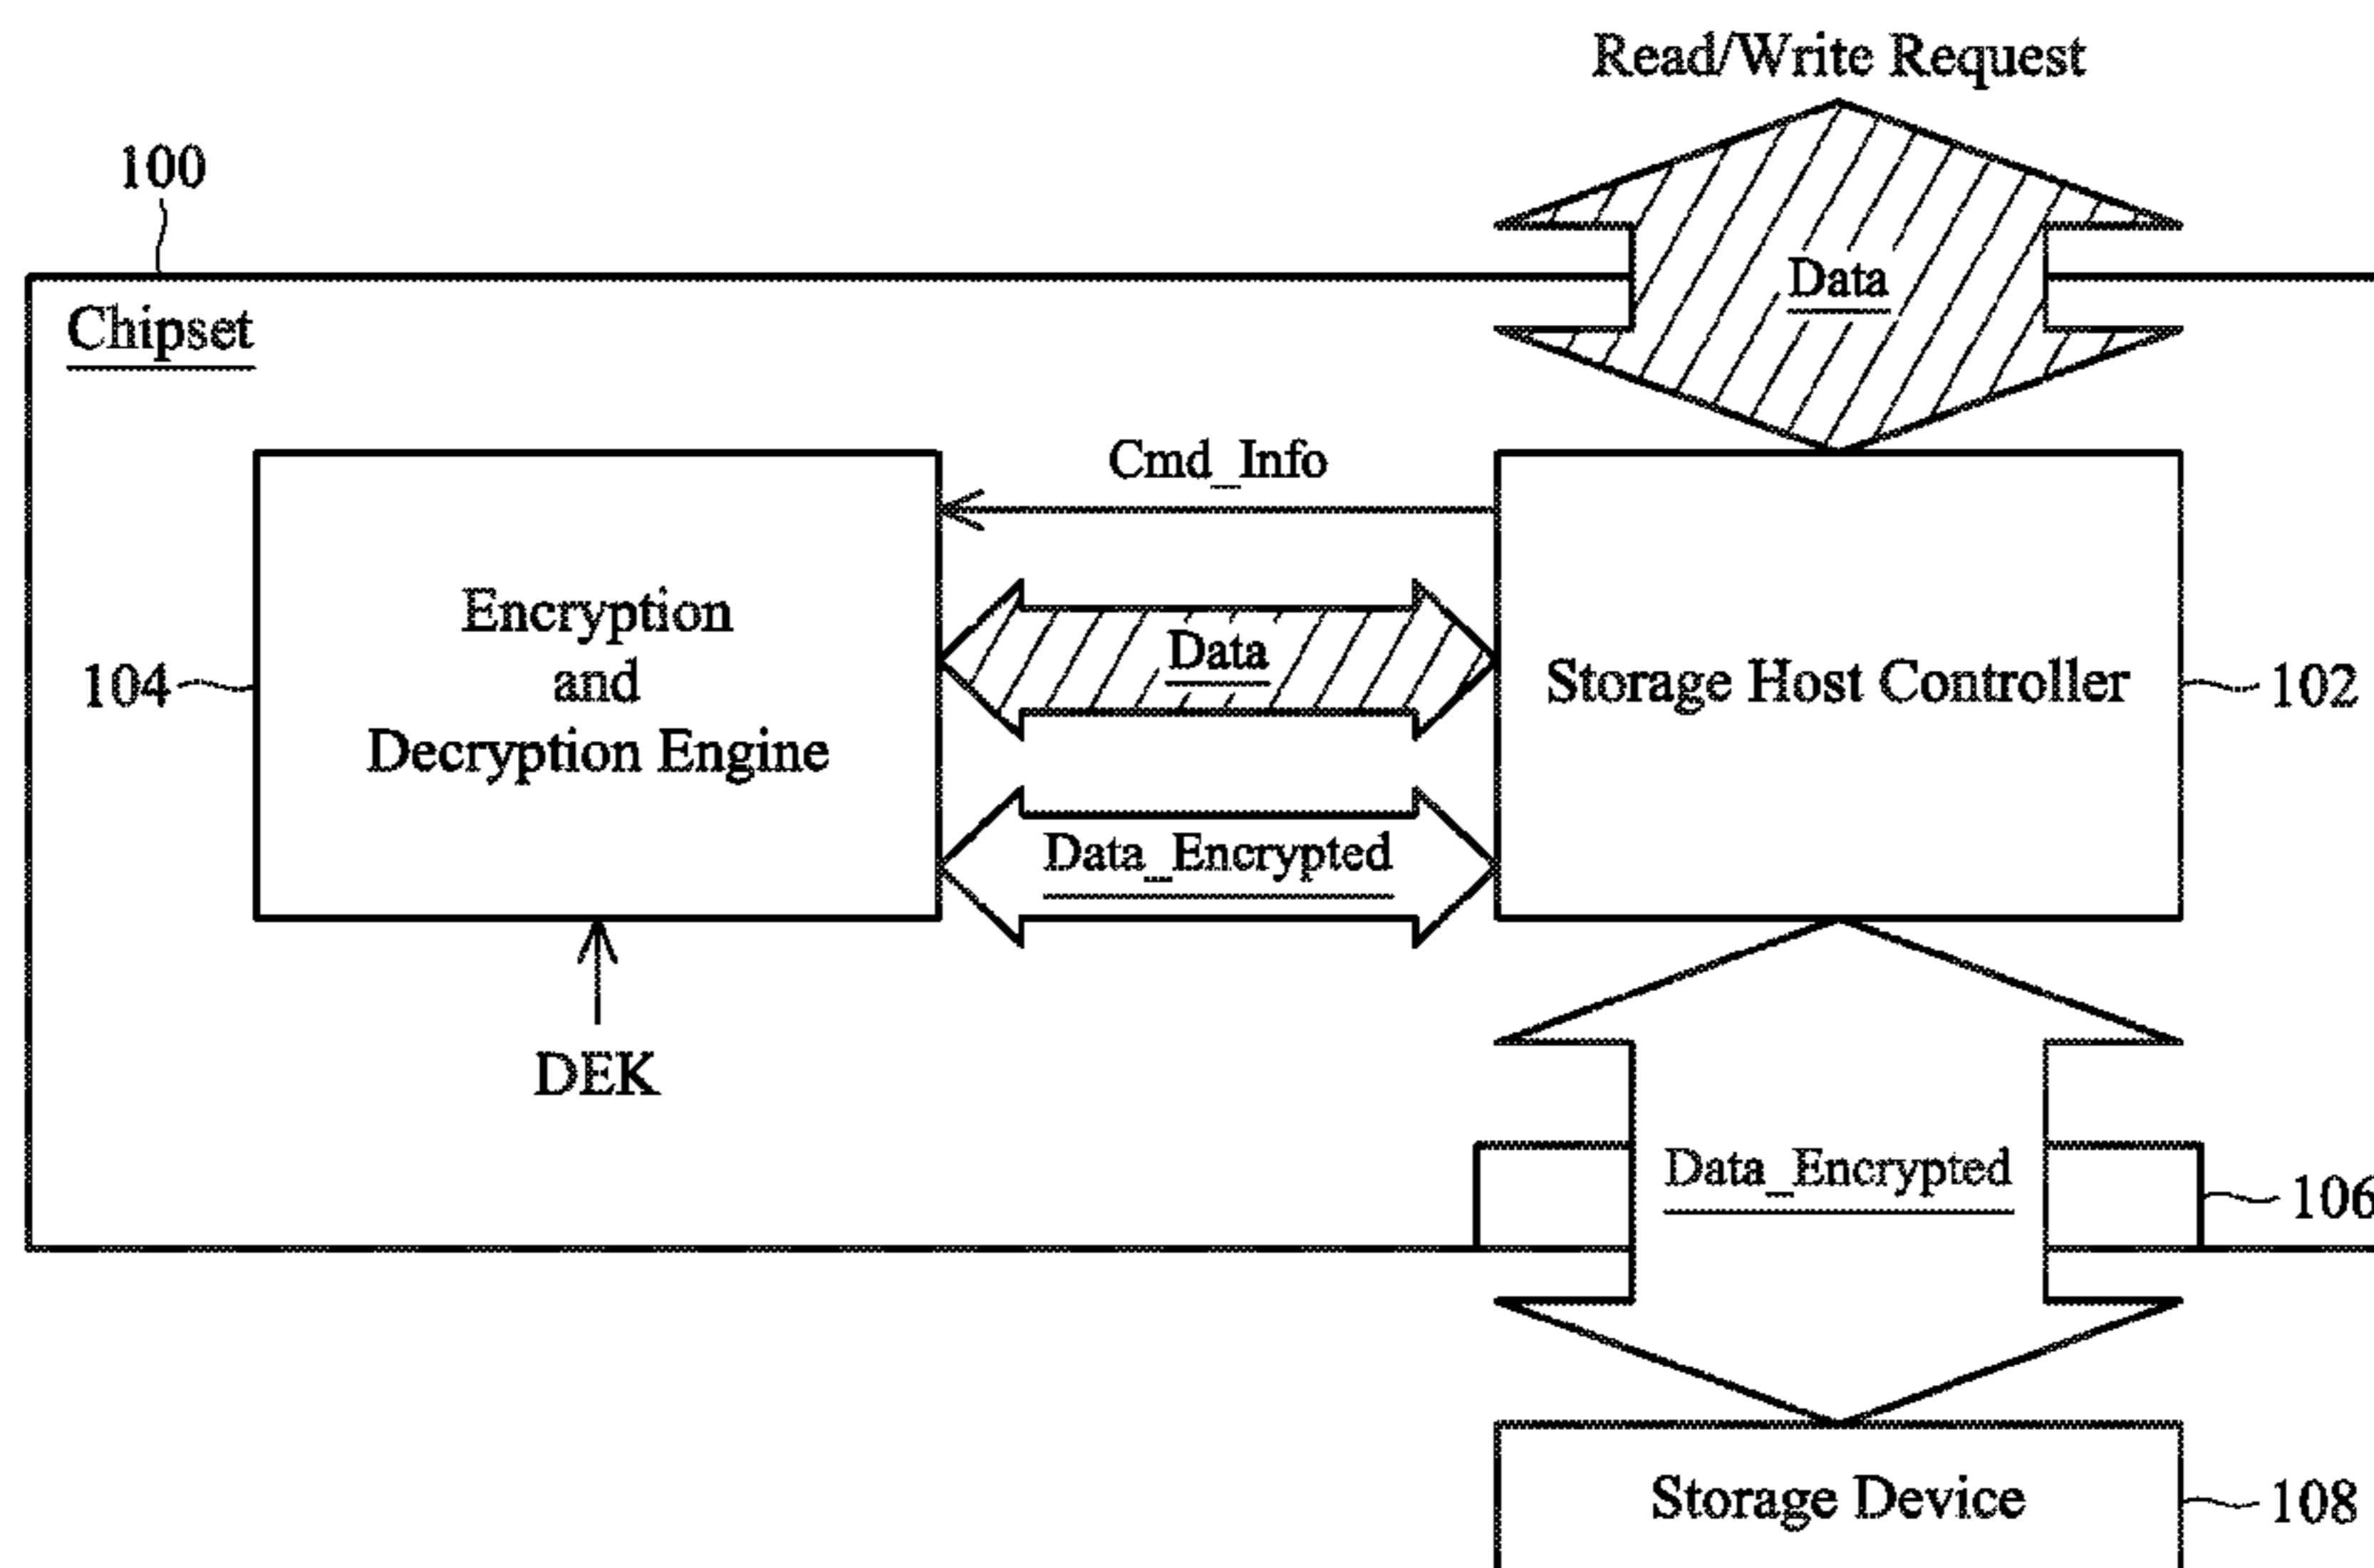 Read/Write Request
100
Data
Chipset
Cmd_Info
Encryption
and
Decryption Engine
104
Data
Storage Host Controller
102
Data_Encrypted
DEK
Data_Encrypted
106
Storage Device
108